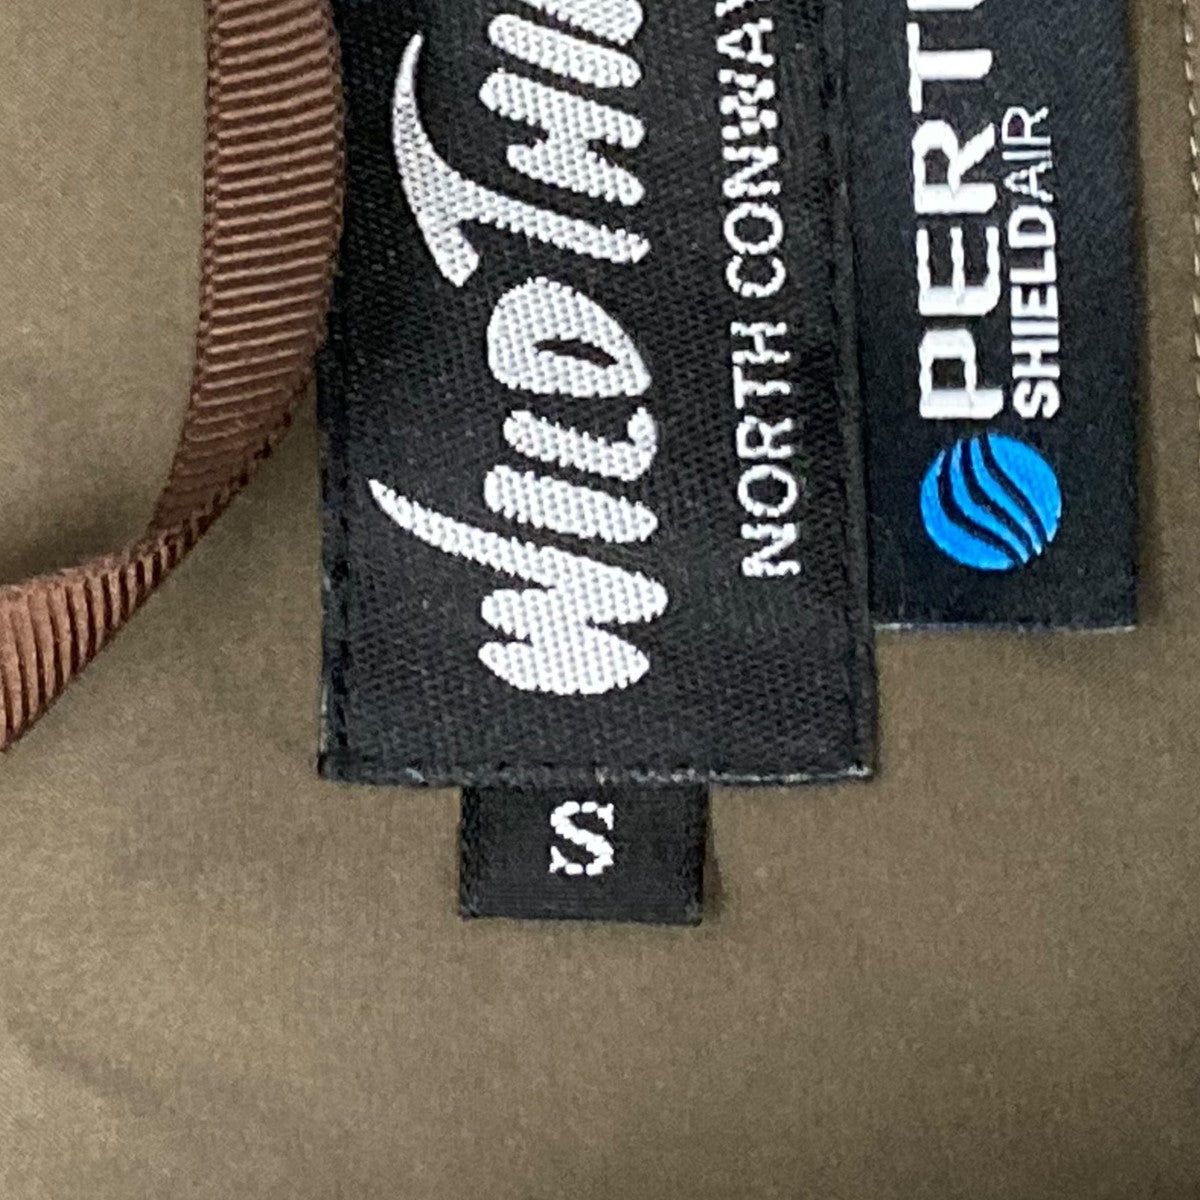 WILD THI
NORTH CONWAY
PERT
SHIELDAIR
S